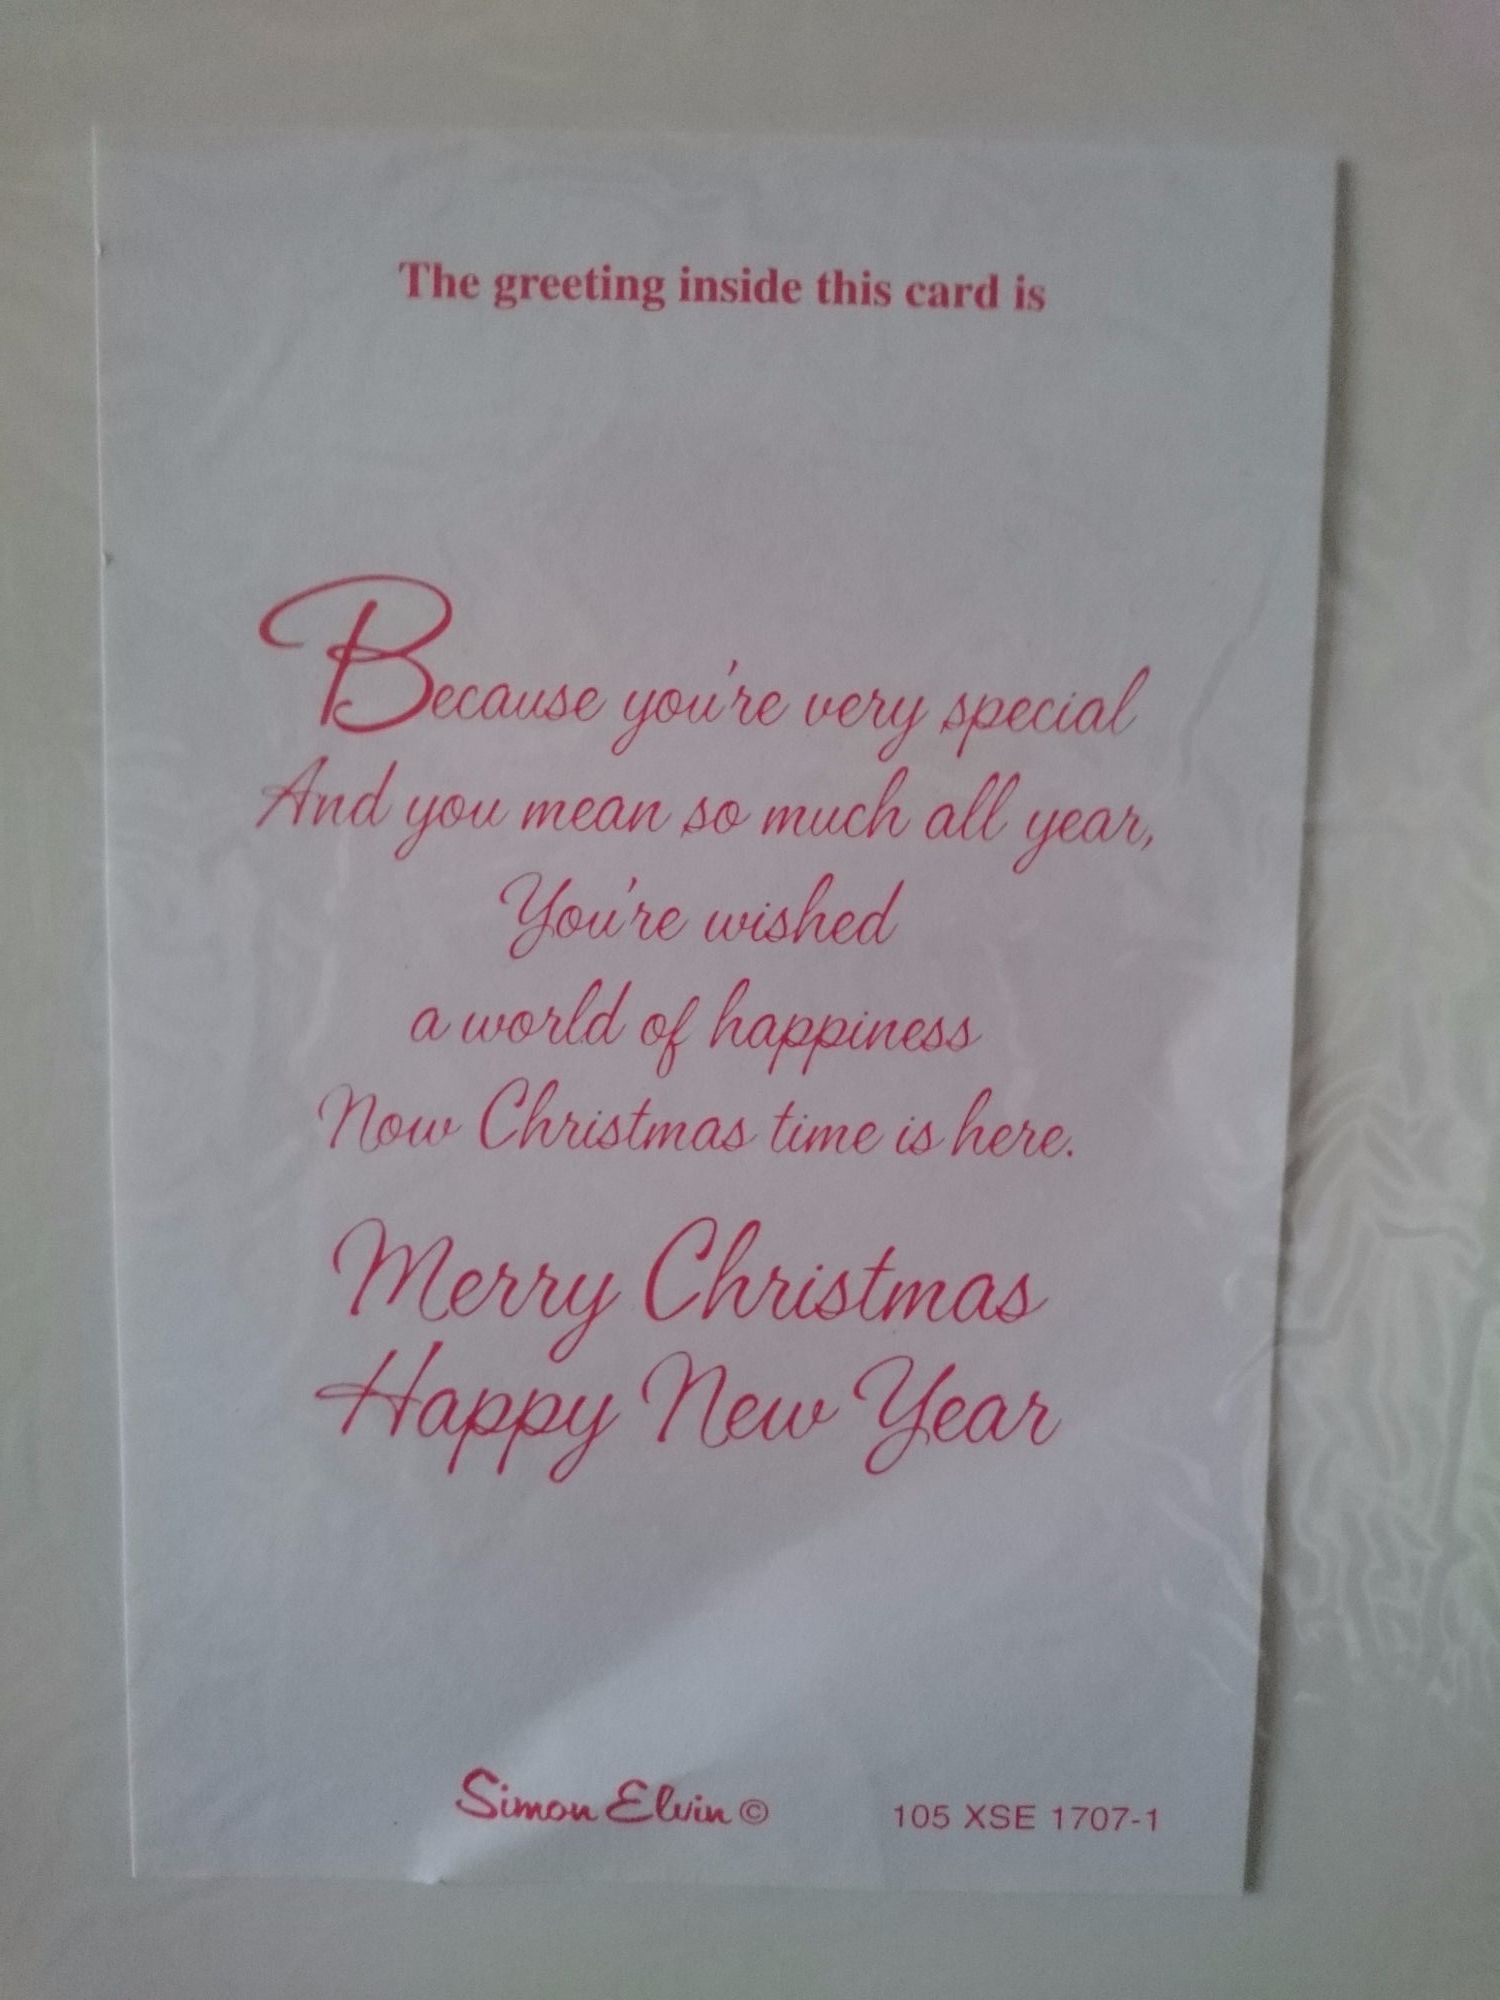 The greeting inside this card is
Because you're very special
And you mean so much all year,
You're wished
a world of happiness
Now Christmas time is here.
Merry Christmas
Happy New Year
Simon Elvin © 105 XSE 1707-1